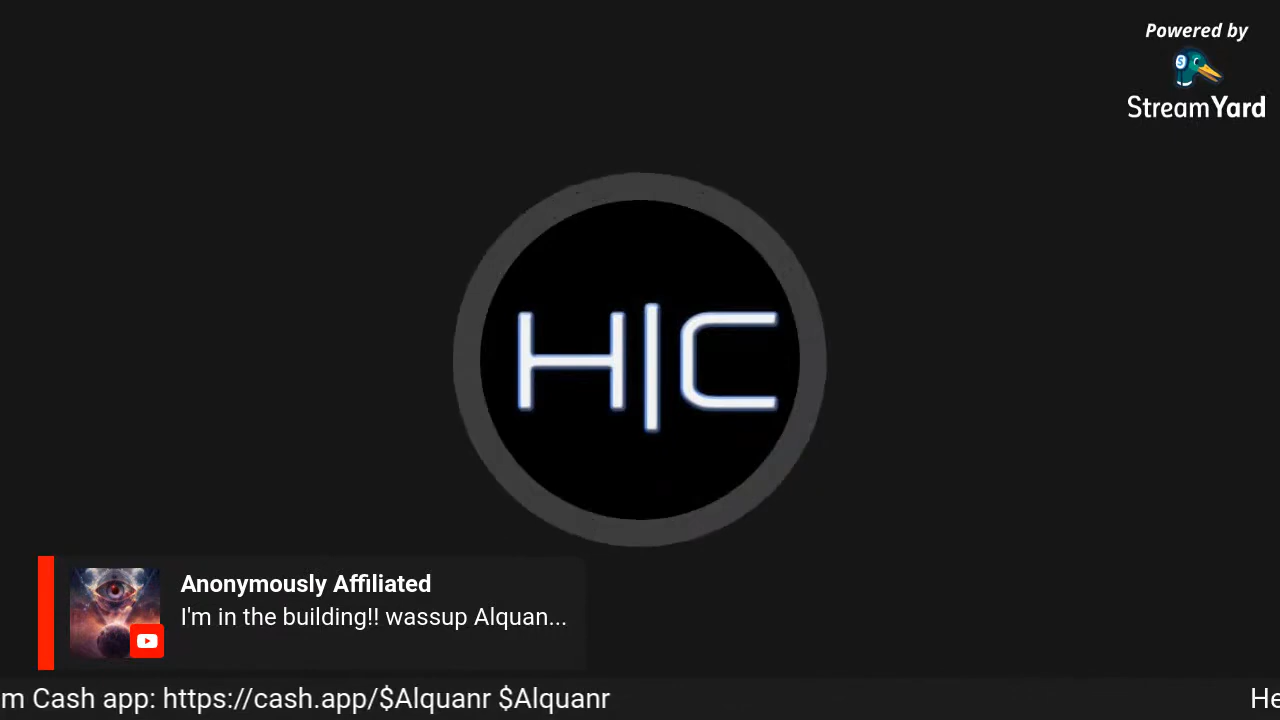 Powered by
StreamYard
H|C
Anonymously Affiliated
I'm in the building!! wassup Alquan...
m Cash app: https://cash.app/$Alquanr $Alquanr
He